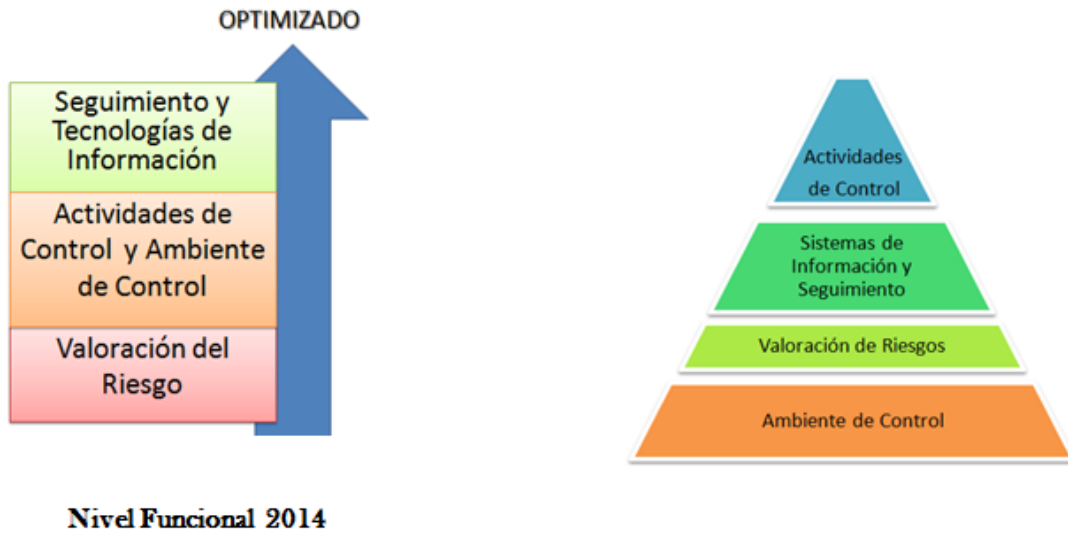 OPTIMIZADO
Seguimiento y
Tecnologías de
Información
Actividades de
Control y Ambiente
de Control
Valoración del
Riesgo
Nivel Funcional 2014
Actividades
de Control
Sistemas de
Información y
Seguimiento
Valoración de Riesgos
Ambiente de Control